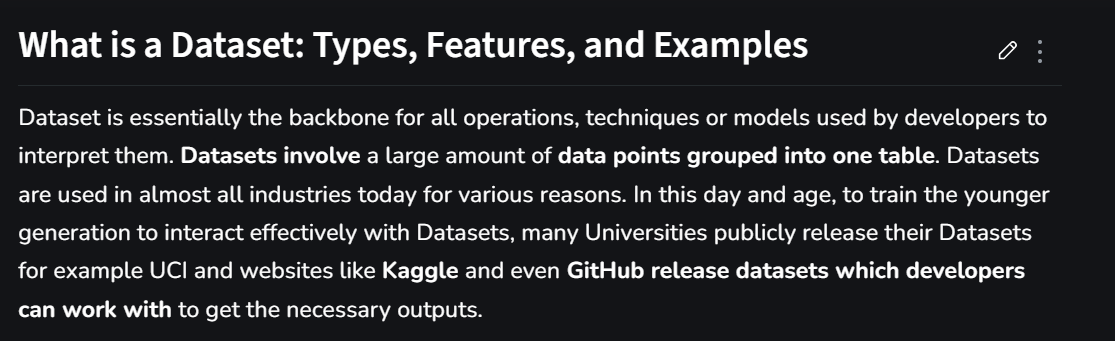 What is a Dataset: Types, Features, and Examples
Dataset is essentially the backbone for all operations, techniques or models used by developers to
interpret them. Datasets involve a large amount of data points grouped into one table. Datasets
are used in almost all industries today for various reasons. In this day and age, to train the younger
generation to interact effectively with Datasets, many Universities publicly release their Datasets
for example UCI and websites like Kaggle and even GitHub release datasets which developers
can work with to get the necessary outputs.